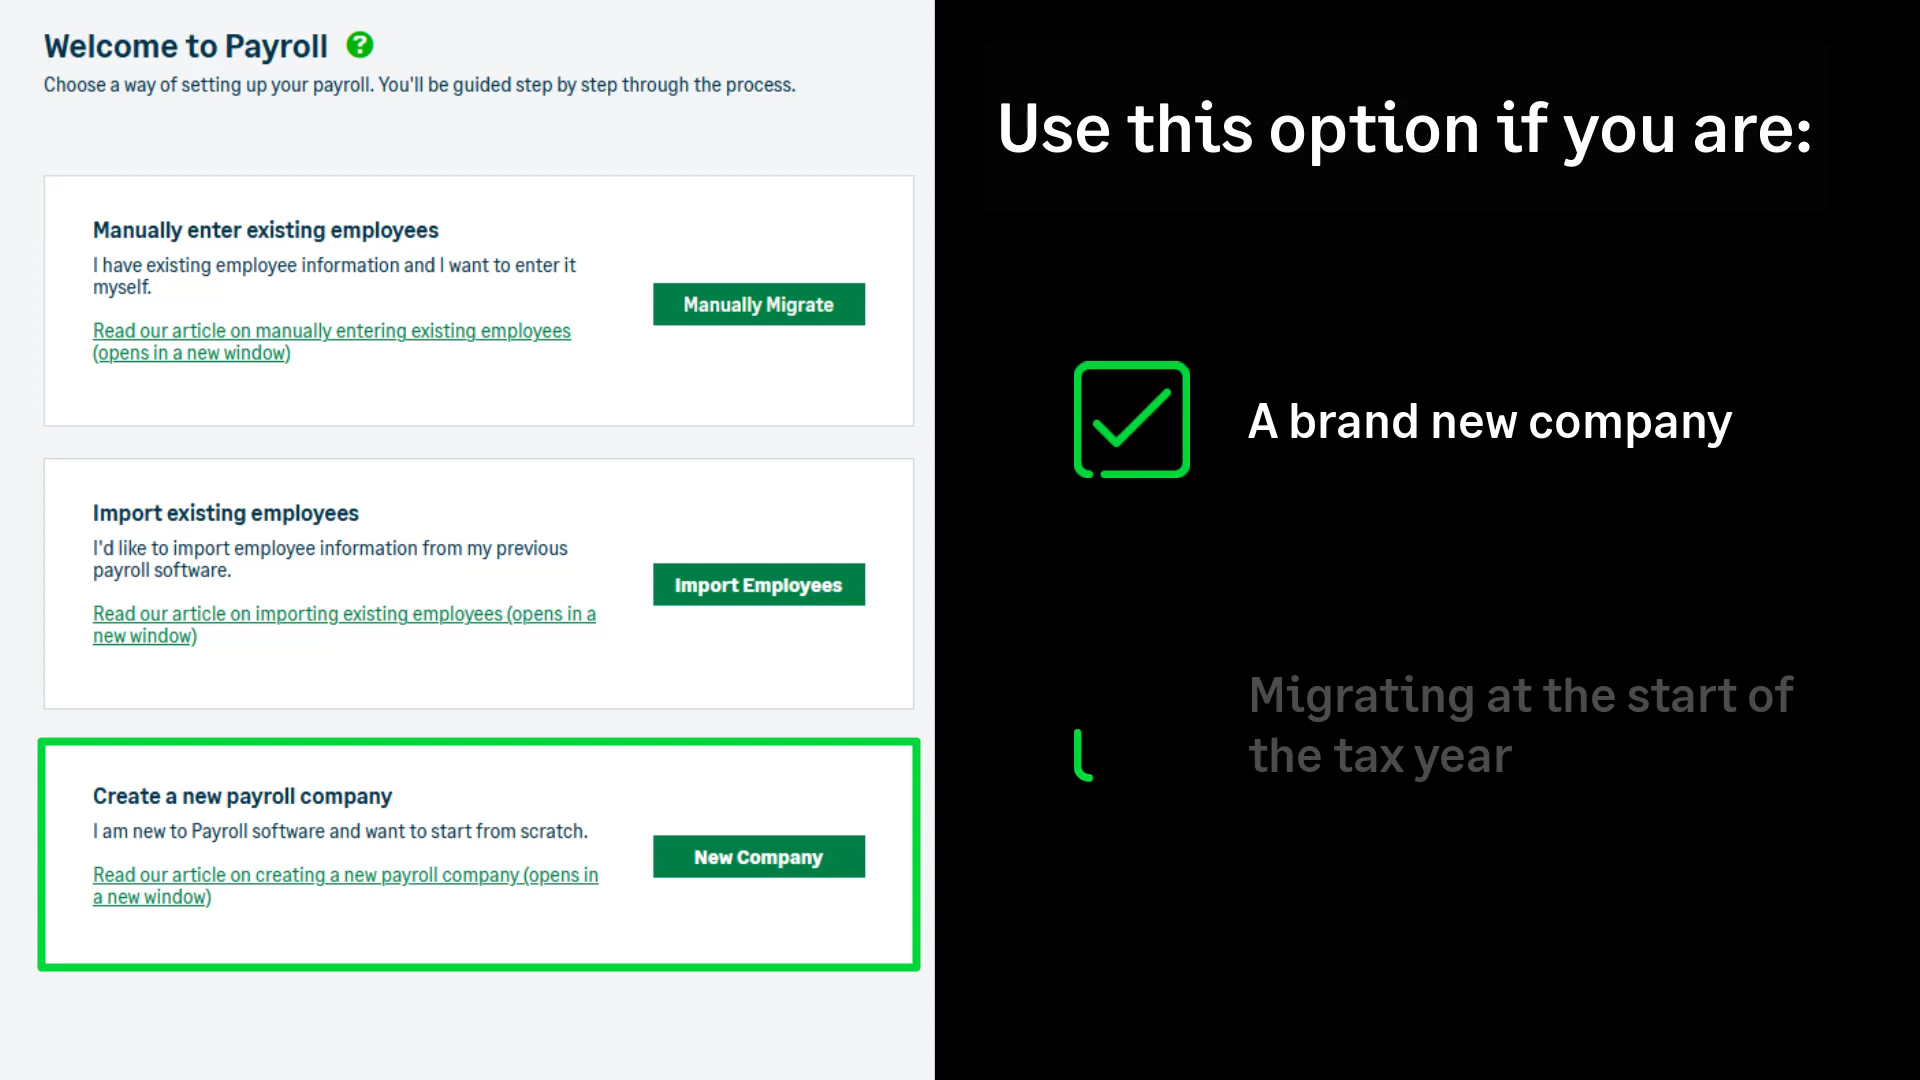 Welcome to Payroll ?
Choose a way of setting up your payroll. You'll be guided step by step through the process.
Manually enter existing employees
I have existing employee information and I want to enter it
myself.
Read our article on manually entering existing employees
(opens in a new window)
Manually Migrate
Import existing employees
I'd like to import employee information from my previous
payroll software.
Read our article on importing existing employees (opens in a
new window)
Import Employees
Create a new payroll company
I am new to Payroll software and want to start from scratch.
Read our article on creating a new payroll company (opens in
a new window)
New Company
Use this option if you are:
A brand new company
Migrating at the start of
the tax year